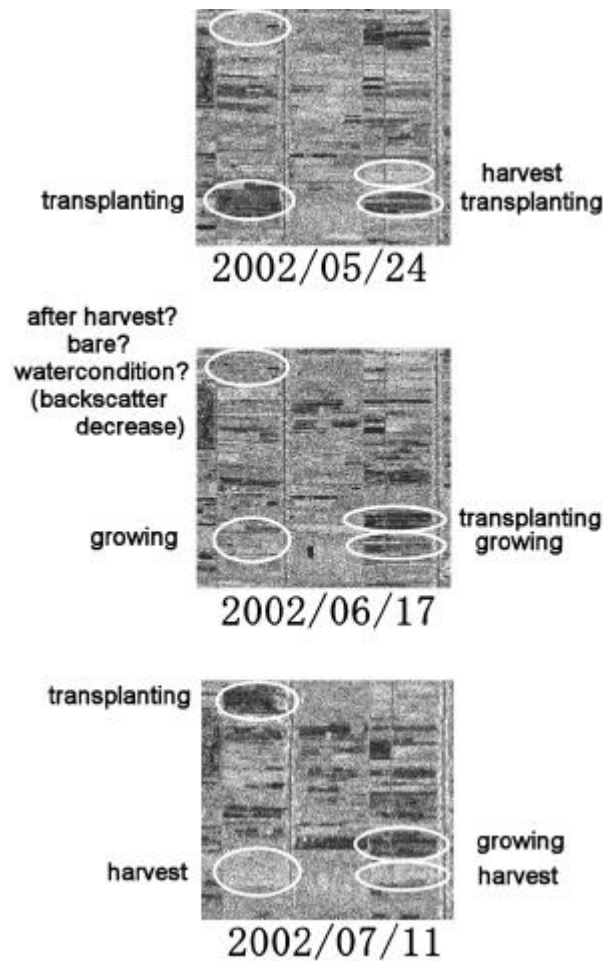 harvest
transplanting
transplanting
2002/05/24
after harvest?
bare?
watercondition?
(backscatter
decrease)
transplanting
growing
growing
2002/06/17
transplanting
growing
harvest
harvest
2002/07/11